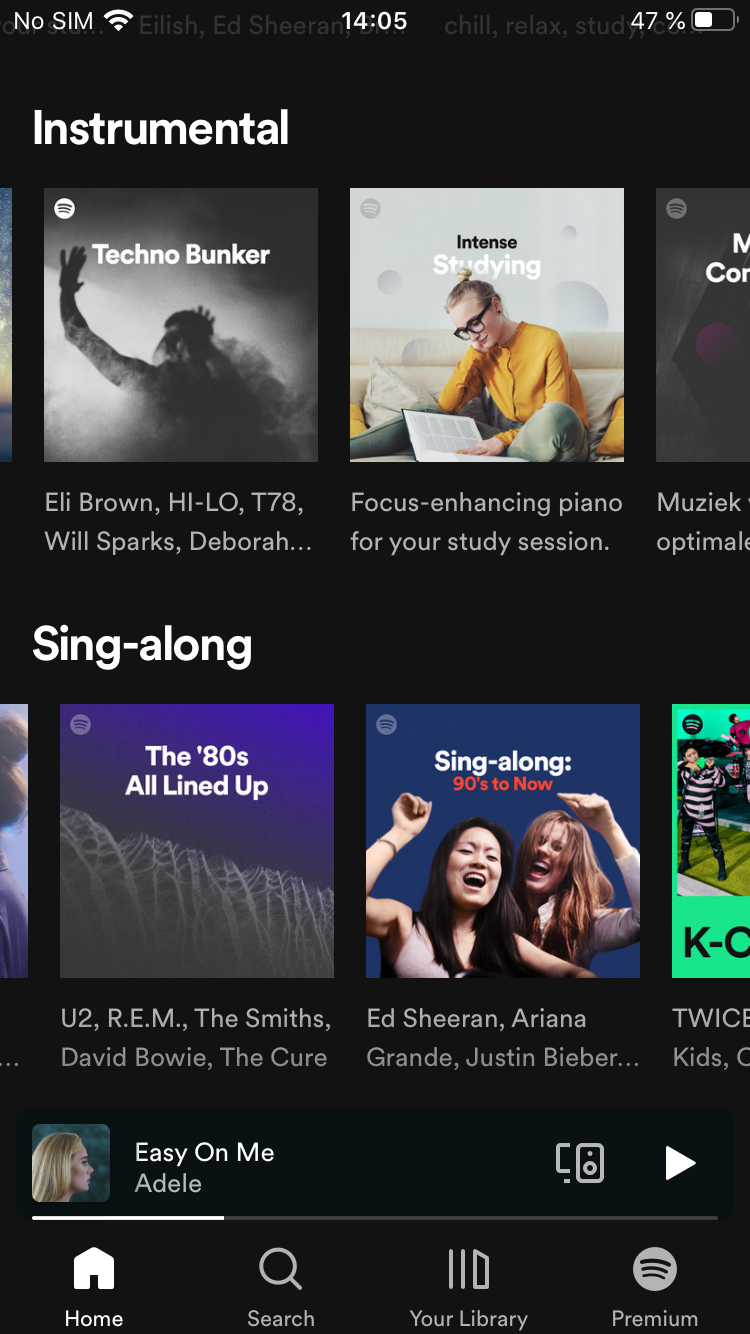 No SIM 14:05 47 %
Eilish, Ed Sheeran, chill, relax, study,
Instrumental
Techno Bunker
Intense
Studying
M
Cor
Eli Brown, HI-LO, T78,
Will Sparks, Deborah…
Focus-enhancing piano
for your study session.
Muziek
optimale
Sing-along
The '80s
All Lined Up
Sing-along:
90's to Now
K-C
U2, R.E.M., The Smiths,
David Bowie, The Cure
Ed Sheeran, Ariana
Grande, Justin Bieber…
TWICE
Kids,
Easy On Me
Adele
Home
Search
Your Library
Premium